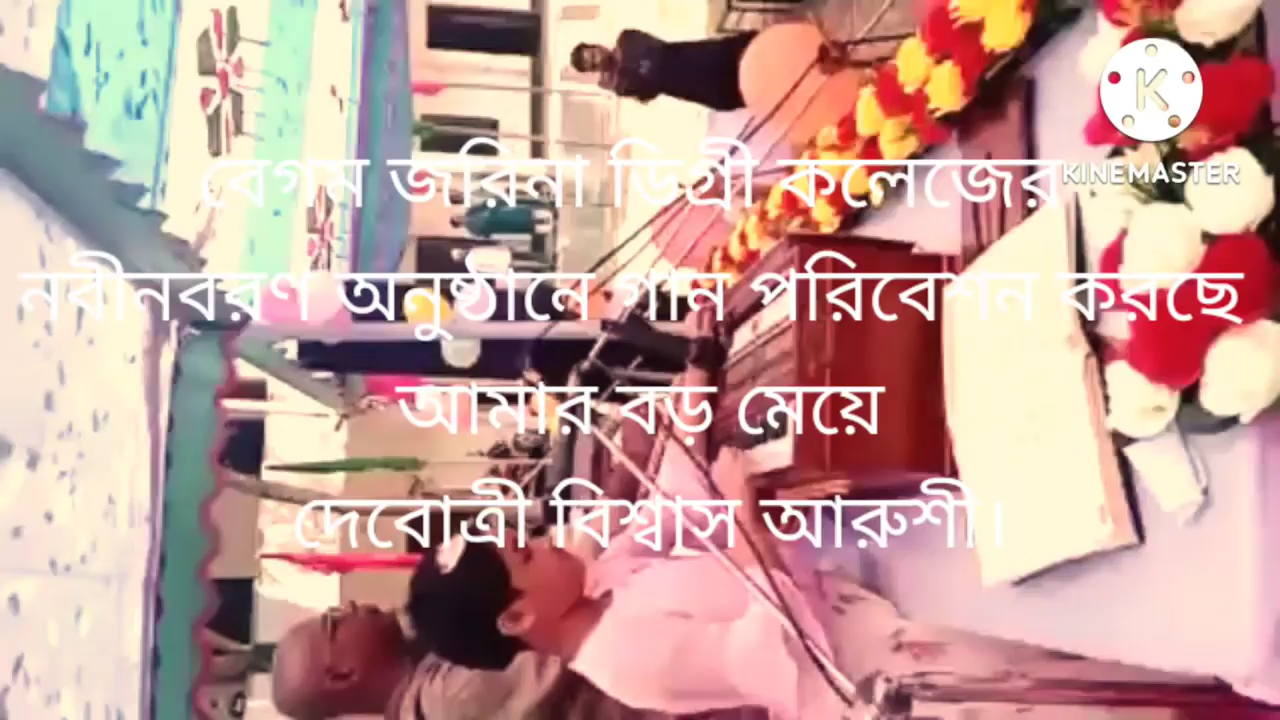 বেগম জরিনা ডিগ্রী কলেজের
নবীনবরণ অনুষ্ঠানে গান পরিবেশন করছে
আমার বড় মেয়ে
দেবোত্রী বিশ্বাস আরুশী।
K
KINEMASTER